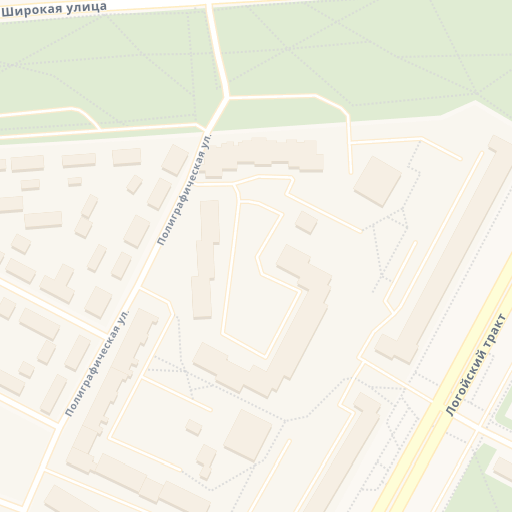 Широкая улица
Полиграфическая ул.
Полиграфическая ул.
Логойский тракт